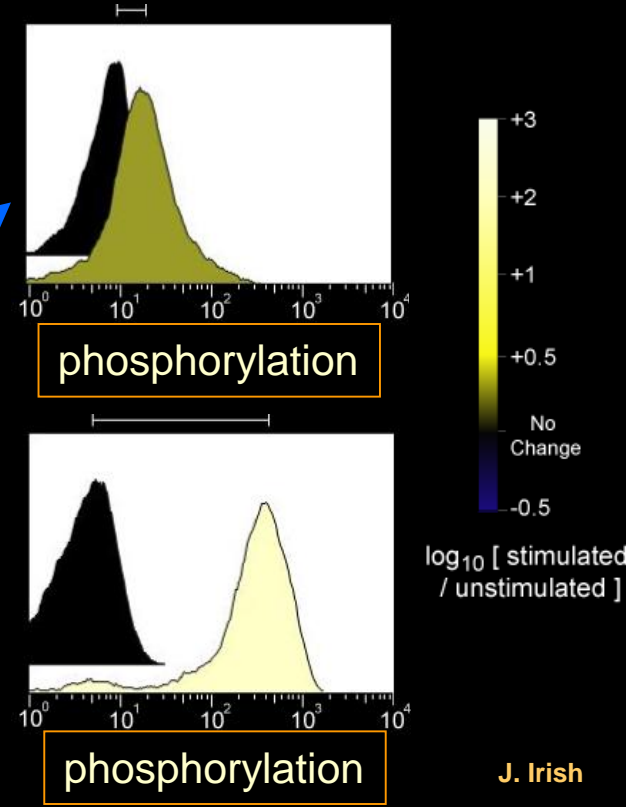 10⁰ 10¹ 10² 10³ 10⁴
phosphorylation
10⁰ 10¹ 10² 10³ 10⁴
phosphorylation
+3
+2
+1
+0.5
No
Change
-0.5
log₁₀ [ stimulated
/ unstimulated ]
J. Irish